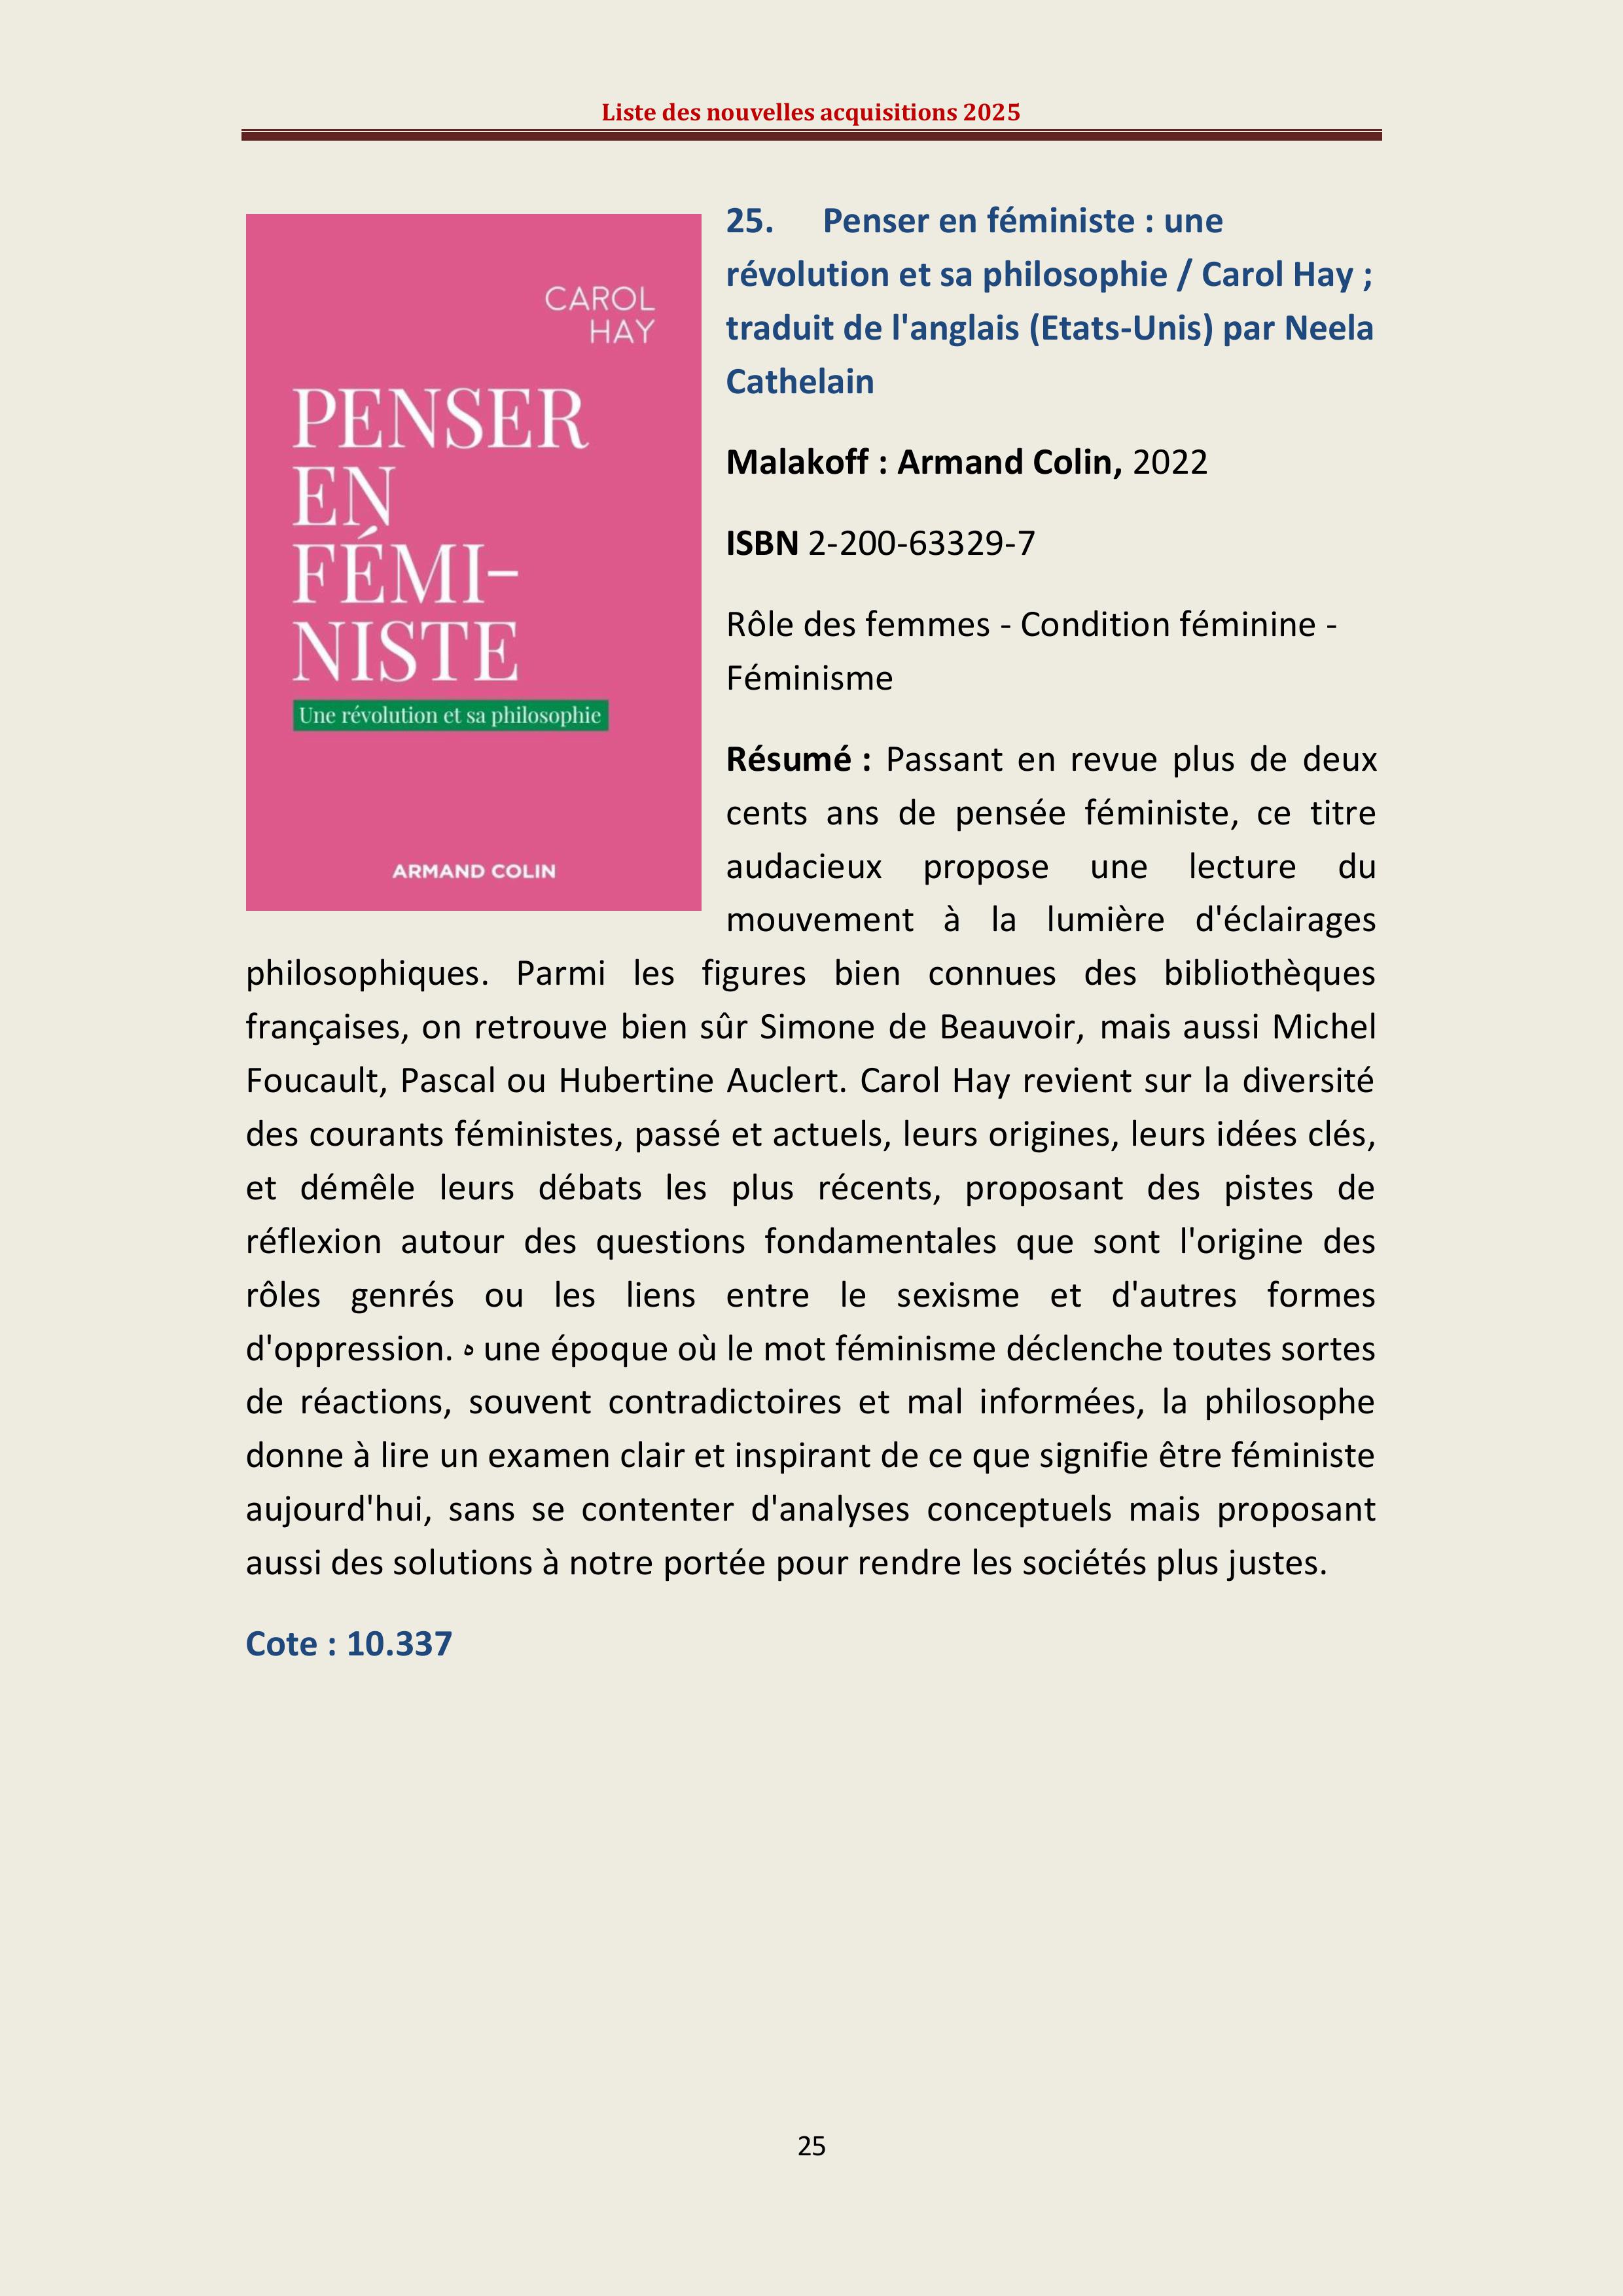 Liste des nouvelles acquisitions 2025
CAROL
HAY
PENSER
EN
FÉMI-
NISTE
Une révolution et sa philosophie
ARMAND COLIN
25. Penser en féministe : une
révolution et sa philosophie / Carol Hay ;
traduit de l'anglais (Etats-Unis) par Neela
Cathelain
Malakoff : Armand Colin, 2022
ISBN 2-200-63329-7
Rôle des femmes - Condition féminine -
Féminisme
Résumé : Passant en revue plus de deux
cents ans de pensée féministe, ce titre
audacieux propose une lecture du
mouvement à la lumière d'éclairages
philosophiques. Parmi les figures bien connues des bibliothèques
françaises, on retrouve bien sûr Simone de Beauvoir, mais aussi Michel
Foucault, Pascal ou Hubertine Auclert. Carol Hay revient sur la diversité
des courants féministes, passé et actuels, leurs origines, leurs idées clés,
et démêle leurs débats les plus récents, proposant des pistes de
réflexion autour des questions fondamentales que sont l'origine des
rôles genrés ou les liens entre le sexisme et d'autres formes
d'oppression. ه une époque où le mot féminisme déclenche toutes sortes
de réactions, souvent contradictoires et mal informées, la philosophe
donne à lire un examen clair et inspirant de ce que signifie être féministe
aujourd'hui, sans se contenter d'analyses conceptuels mais proposant
aussi des solutions à notre portée pour rendre les sociétés plus justes.
Cote : 10.337
25